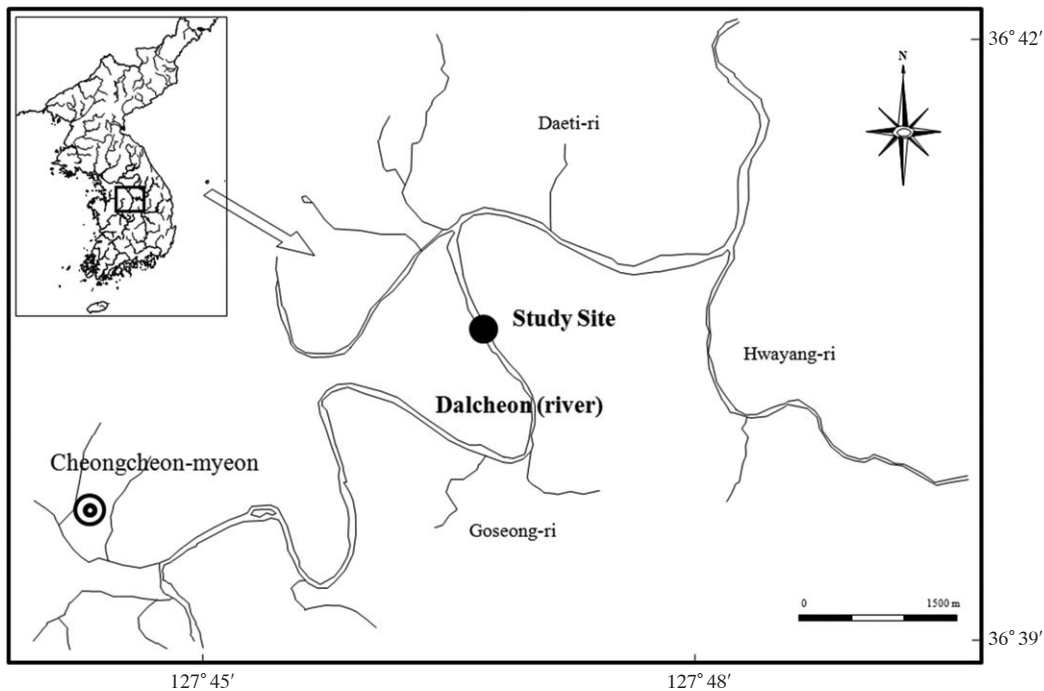 36° 42′
N
Daeti-ri
Study Site
Hwayang-ri
Dalcheon (river)
Cheongcheon-myeon
Goseong-ri
0 1500 m
36° 39′
127° 45′ 127° 48′